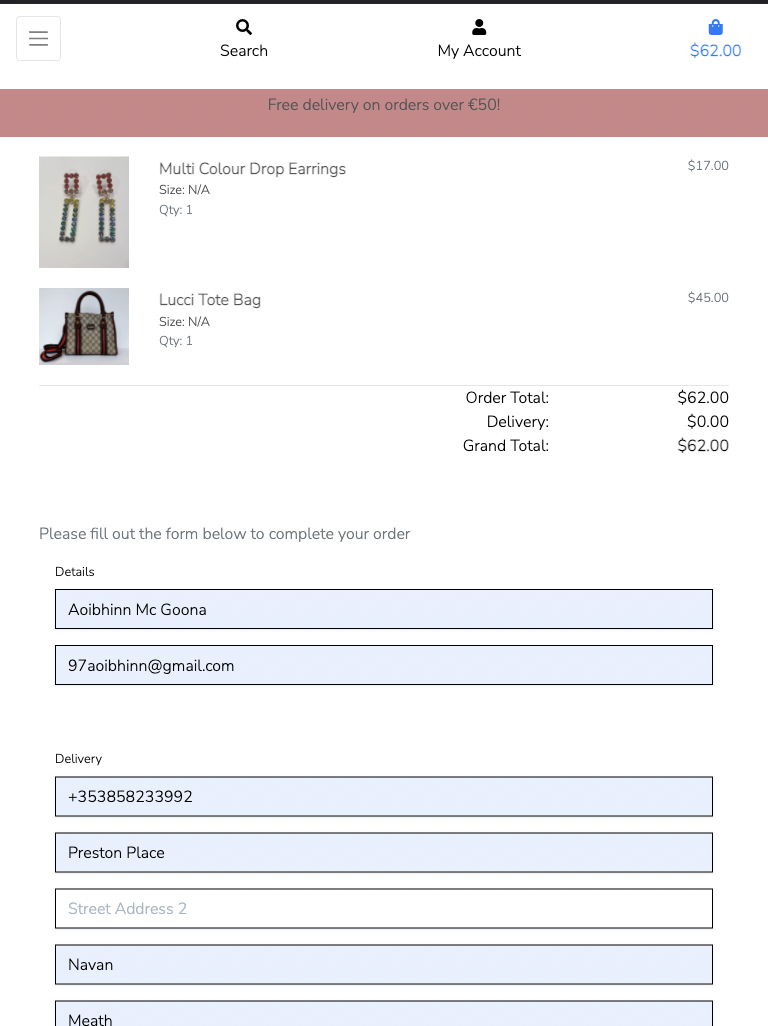 Search
My Account
$62.00
Free delivery on orders over €50!
Multi Colour Drop Earrings
$17.00
Size: N/A
Qty: 1
Lucci Tote Bag
$45.00
Size: N/A
Qty: 1
Order Total: $62.00
Delivery: $0.00
Grand Total: $62.00
Please fill out the form below to complete your order
Details
Aoibhinn Mc Goona
97aoibhinn@gmail.com
Delivery
+353858233992
Preston Place
Street Address 2
Navan
Meath